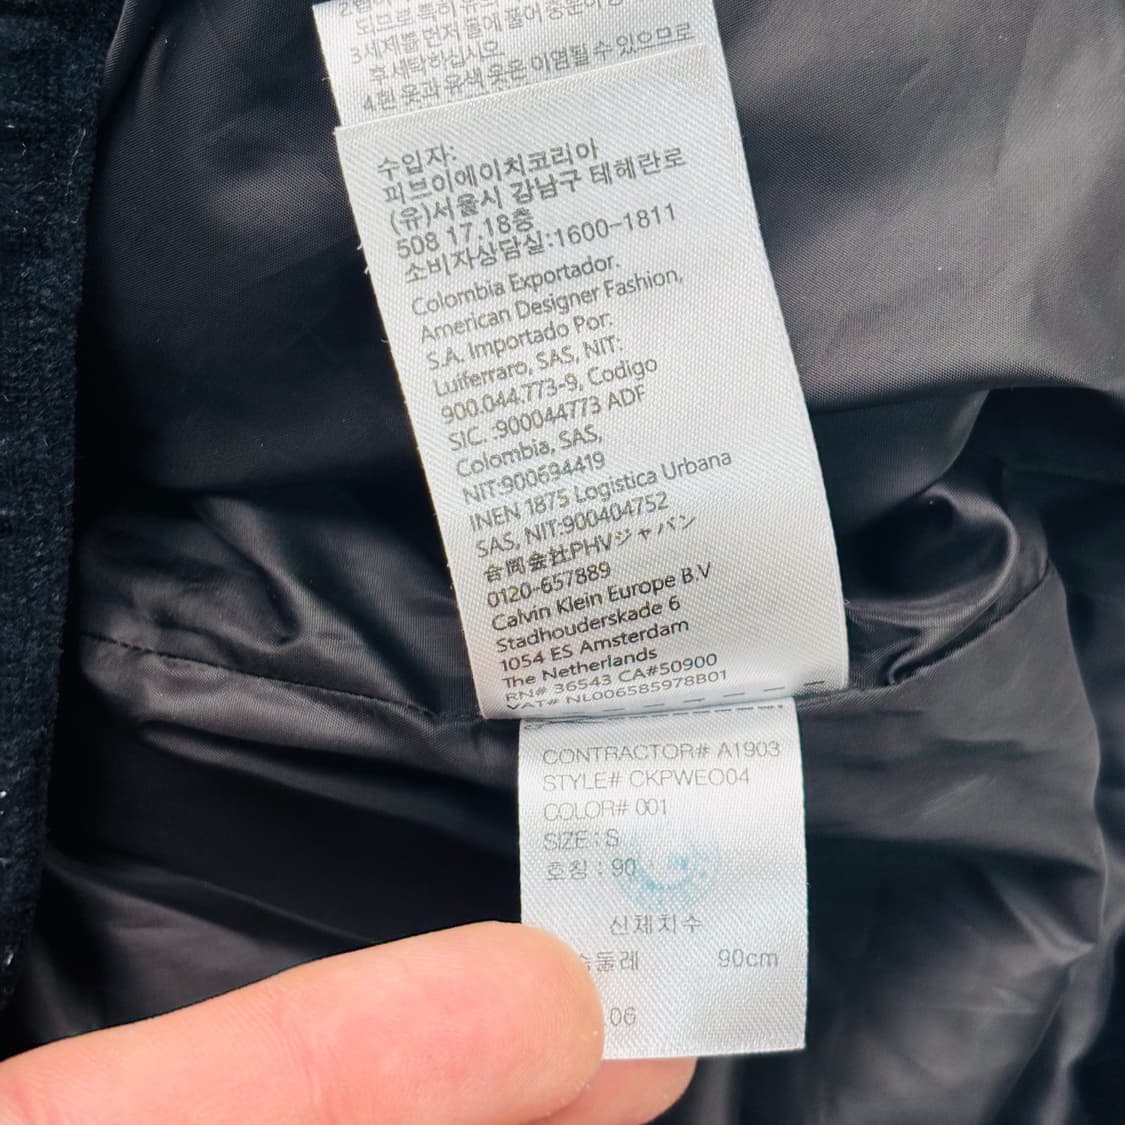 되므로 특히
3세제를 먼저 물에 풀어
후세탁하십시오
4흰 옷과 유색 옷은 이염될 수 있으므로
수입자:
피브이에이치코리아
(유)서울시 강남구 테헤란로
508 17,18층
소비자상담실:1600-1811
Colombia Exportador.
American Designer Fashion,
S.A. Importado Por:
Luiferraro, SAS, NIT:
900.044.773-9, Codigo
SIC. :900044773 ADF
Colombia, SAS,
NIT:900694419
INEN 1875 Logistica Urbana
SAS, NIT:900404752
合同会社PHVジャパン
0120-657889
Calvin Klein Europe B.V
Stadhouderskade 6
1054 ES Amsterdam
The Netherlands
RN# 36543 CA#50900
VAT# NL006585978B01
CONTRACTOR# A1903
STYLE# CKPWEO04
COLOR# 001
SIZE : S
호칭 : 90
신체치수
둘레 90cm
.06